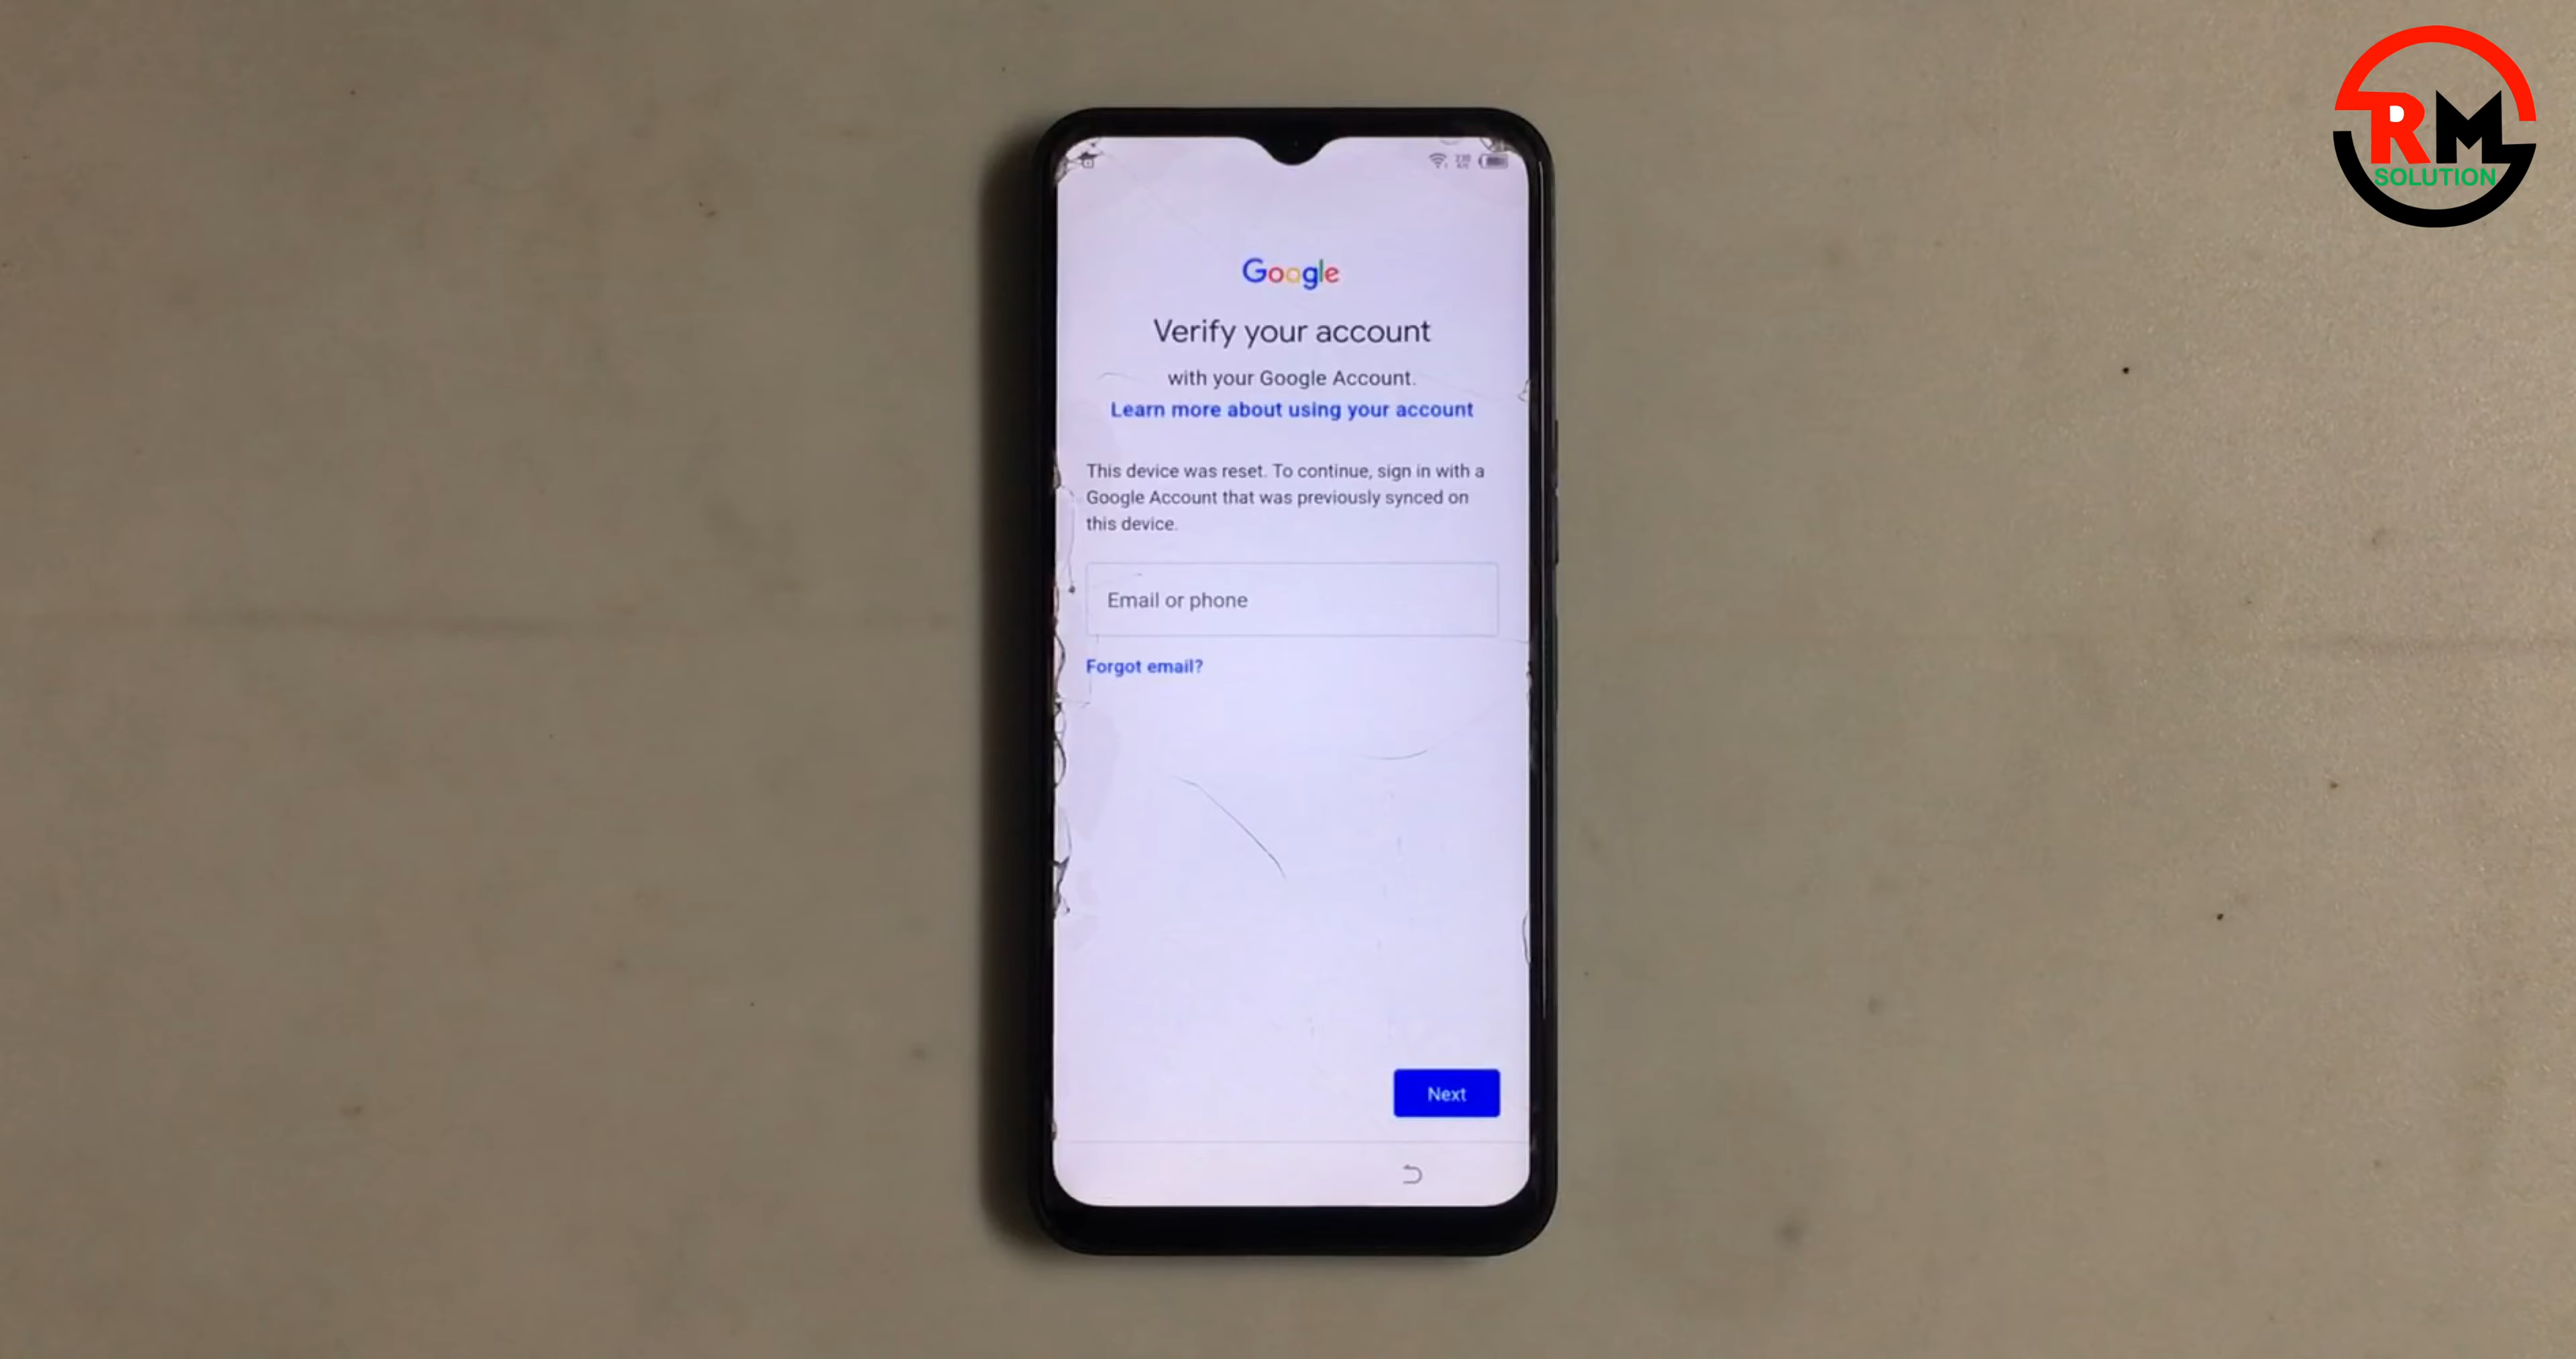 RM
SOLUTION
Google
Verify your account
with your Google Account.
Learn more about using your account
This device was reset. To continue, sign in with a
Google Account that was previously synced on
this device.
Email or phone
Forgot email?
Next